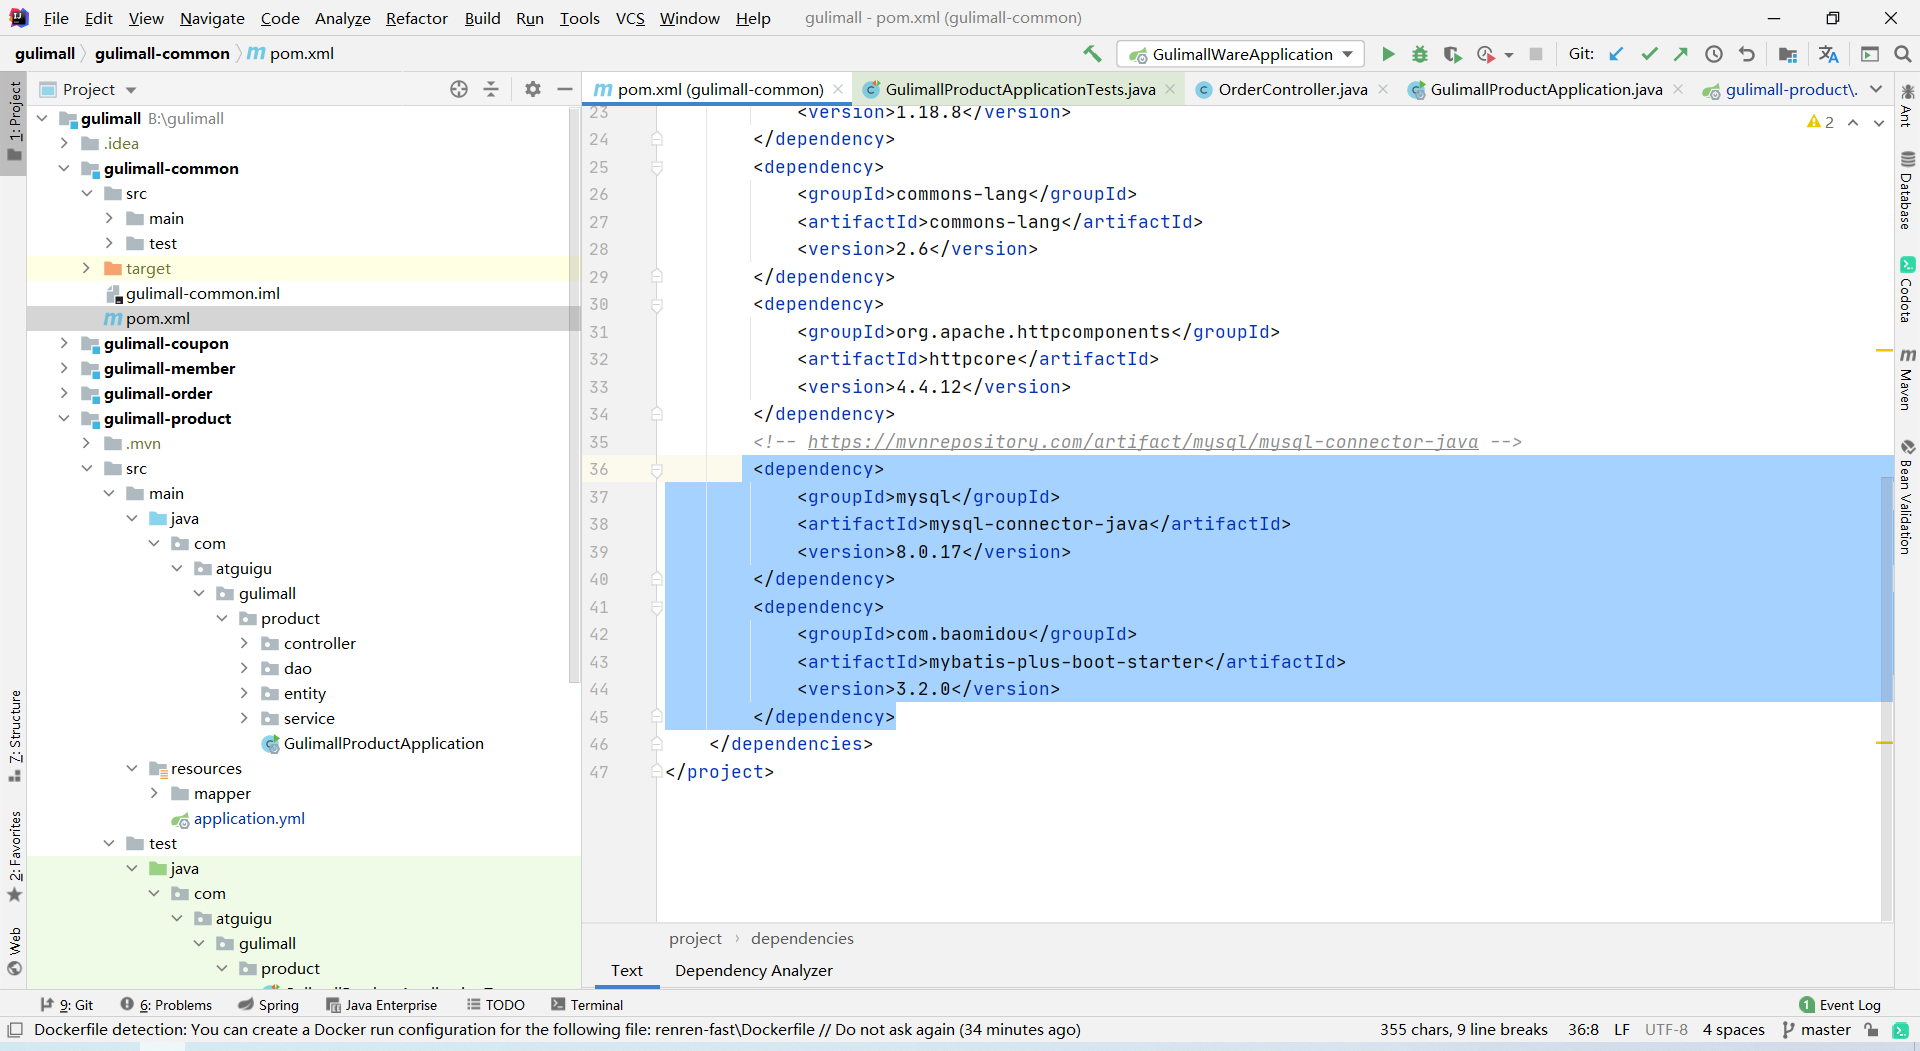 File Edit View Navigate Code Analyze Refactor Build Run Tools VCS Window Help gulimall - pom.xml (gulimall-common)
gulimall gulimall-common pom.xml GulimallWareApplication Git:
1: Project
Project
gulimall B:\gulimall
.idea
gulimall-common
src
main
test
target
gulimall-common.iml
pom.xml
gulimall-coupon
gulimall-member
gulimall-order
gulimall-product
.mvn
src
main
java
com
atguigu
gulimall
product
controller
dao
entity
service
GulimallProductApplication
resources
mapper
application.yml
test
java
com
atguigu
gulimall
product
7: Structure
2: Favorites
Web
pom.xml (gulimall-common) GulimallProductApplicationTests.java OrderController.java GulimallProductApplication.java gulimall-product\.
2
23 <version>1.18.8</version>
24 </dependency>
25 <dependency>
26 <groupId>commons-lang</groupId>
27 <artifactId>commons-lang</artifactId>
28 <version>2.6</version>
29 </dependency>
30 <dependency>
31 <groupId>org.apache.httpcomponents</groupId>
32 <artifactId>httpcore</artifactId>
33 <version>4.4.12</version>
34 </dependency>
35 <!-- https://mvnrepository.com/artifact/mysql/mysql-connector-java -->
36 <dependency>
37 <groupId>mysql</groupId>
38 <artifactId>mysql-connector-java</artifactId>
39 <version>8.0.17</version>
40 </dependency>
41 <dependency>
42 <groupId>com.baomidou</groupId>
43 <artifactId>mybatis-plus-boot-starter</artifactId>
44 <version>3.2.0</version>
45 </dependency>
46 </dependencies>
47 </project>
project › dependencies
Text Dependency Analyzer
Ant
Database
Codota
Maven
Bean Validation
9: Git 6: Problems Spring Java Enterprise TODO Terminal 1 Event Log
Dockerfile detection: You can create a Docker run configuration for the following file: renren-fast\Dockerfile // Do not ask again (34 minutes ago) 355 chars, 9 line breaks 36:8 LF UTF-8 4 spaces master